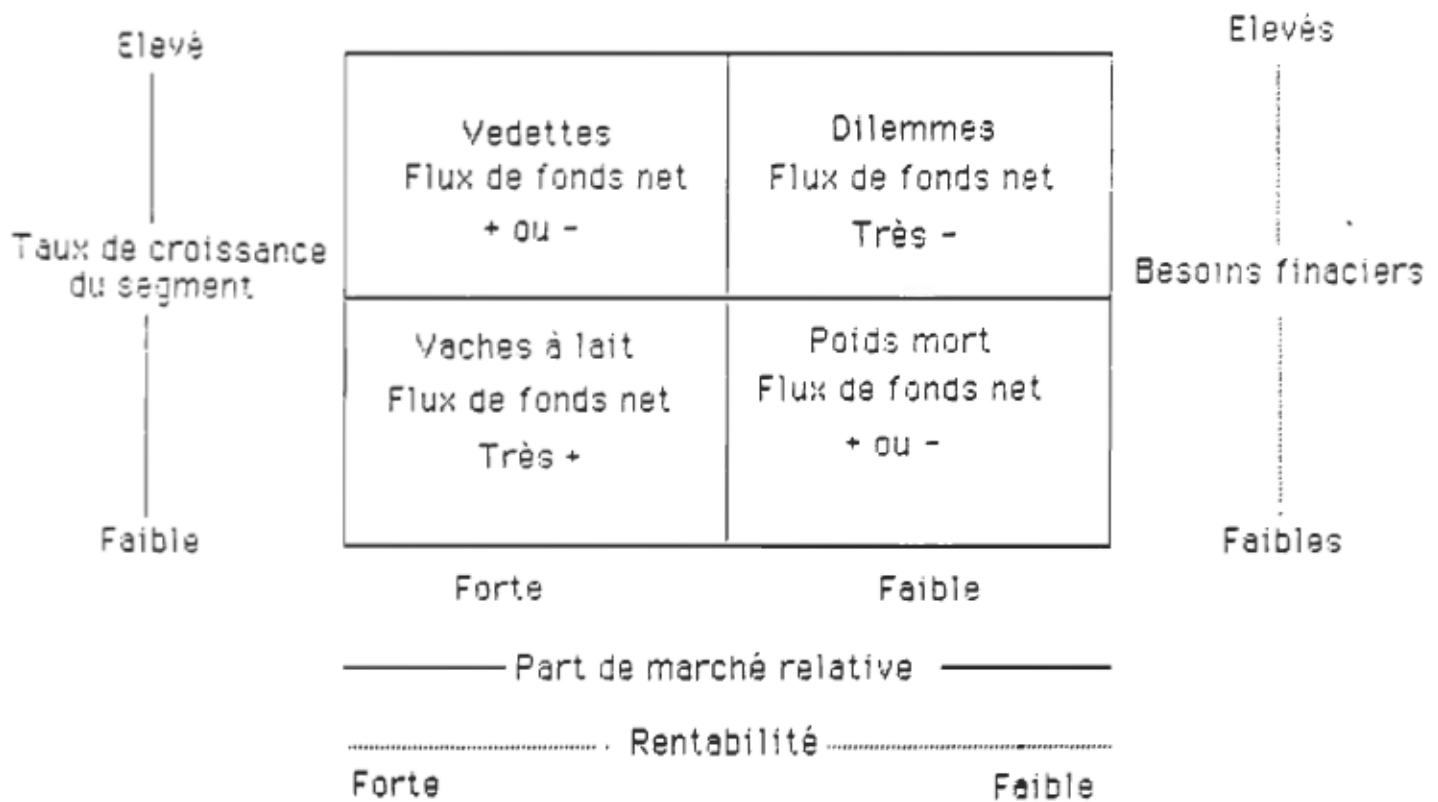 Elevé
Elevés
Vedettes
Flux de fonds net
+ ou -
Dilemmes
Flux de fonds net
Très -
Taux de croissance
du segment
Besoins finaciers
Vaches à lait
Flux de fonds net
Très +
Poids mort
Flux de fonds net
+ ou -
Faible
Faibles
Forte
Faible
Part de marché relative
Rentabilité
Forte
Faible